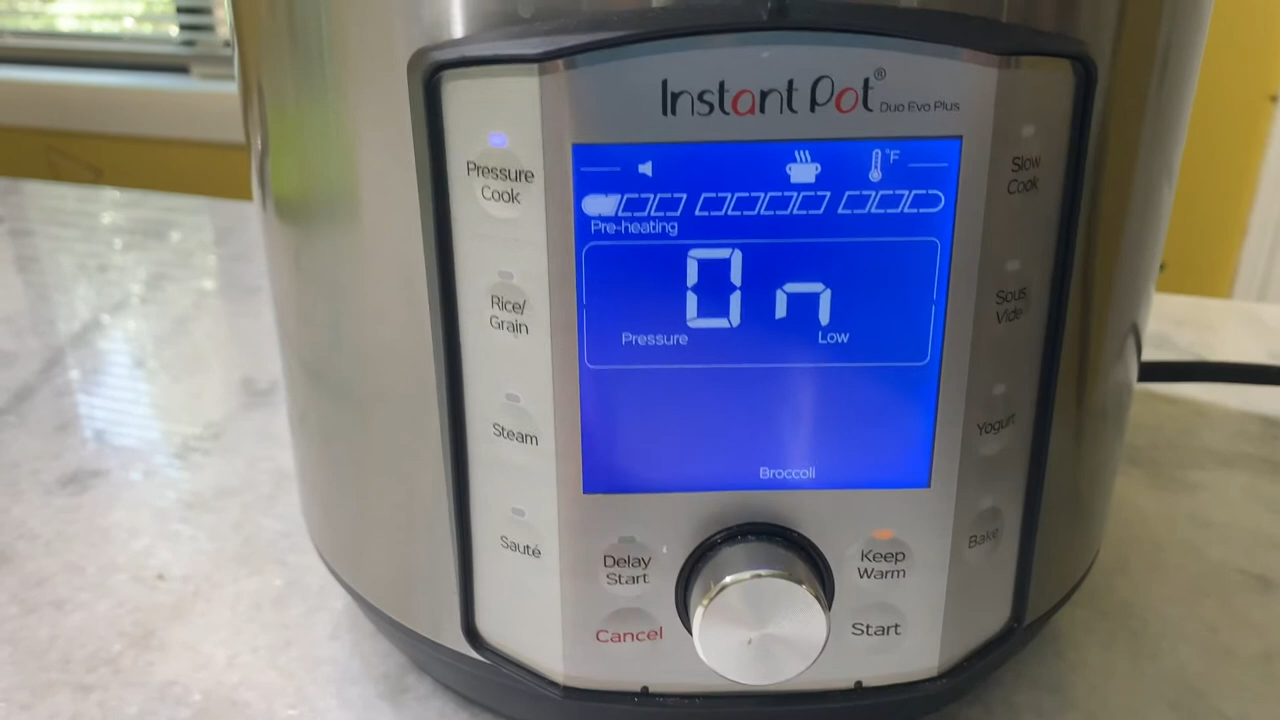 Instant Pot®
Duo Evo Plus
Pressure
Cook
Rice/
Grain
Steam
Sauté
°F
Pre-heating
On
Pressure
Low
Broccoli
Delay
Start
Cancel
Keep
Warm
Start
Slow
Cook
Sous
Vide
Yogurt
Bake